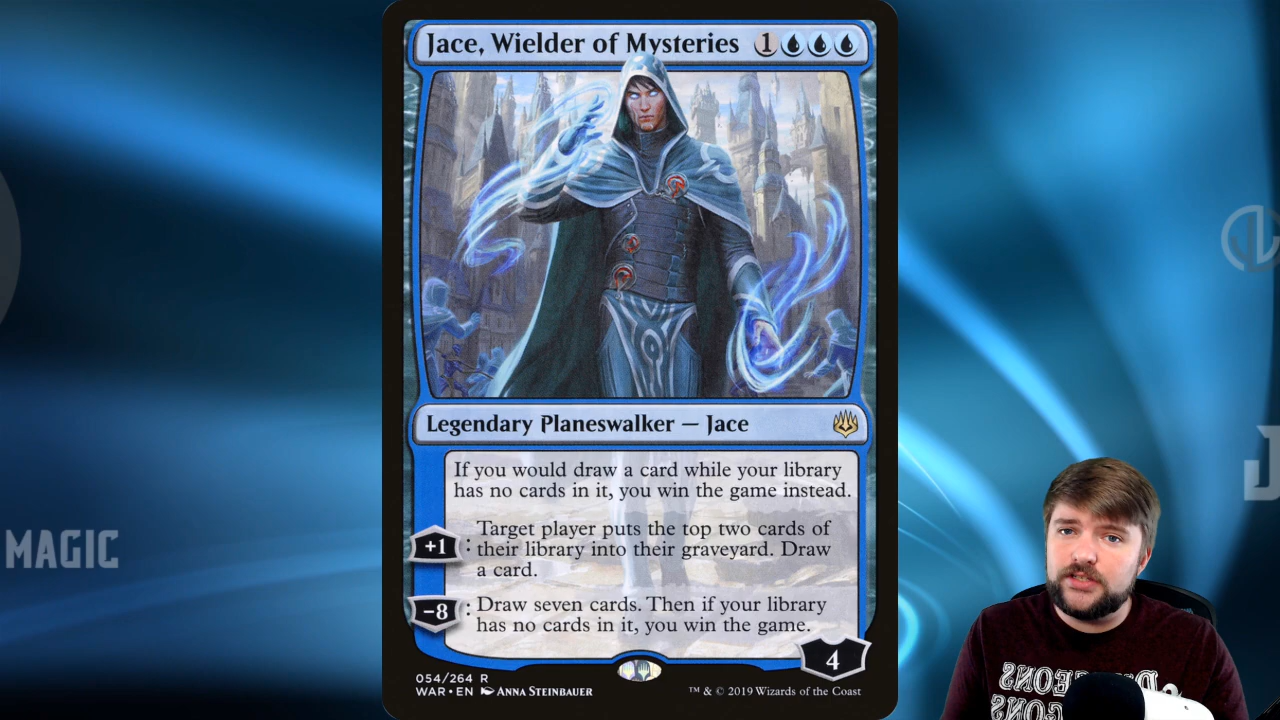 Jace, Wielder of Mysteries 1
Legendary Planeswalker — Jace
If you would draw a card while your library
has no cards in it, you win the game instead.
+1: Target player puts the top two cards of
their library into their graveyard. Draw
a card.
−8: Draw seven cards. Then if your library
has no cards in it, you win the game.
4
054/264 R
WAR • EN Anna Steinbauer
™ & © 2019 Wizards of the Coast
MAGIC